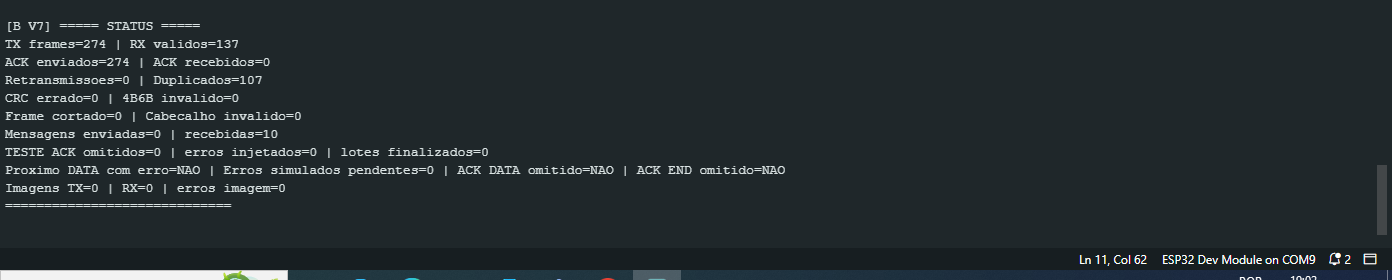 [B V7] ===== STATUS =====
TX frames=274 | RX validos=137
ACK enviados=274 | ACK recebidos=0
Retransmissoes=0 | Duplicados=107
CRC errado=0 | 4B6B invalido=0
Frame cortado=0 | Cabecalho invalido=0
Mensagens enviadas=0 | recebidas=10
TESTE ACK omitidos=0 | erros injetados=0 | lotes finalizados=0
Proximo DATA com erro=NAO | Erros simulados pendentes=0 | ACK DATA omitido=NAO | ACK END omitido=NAO
Imagens TX=0 | RX=0 | erros imagem=0
=============================
Ln 11, Col 62 ESP32 Dev Module on COM9 2